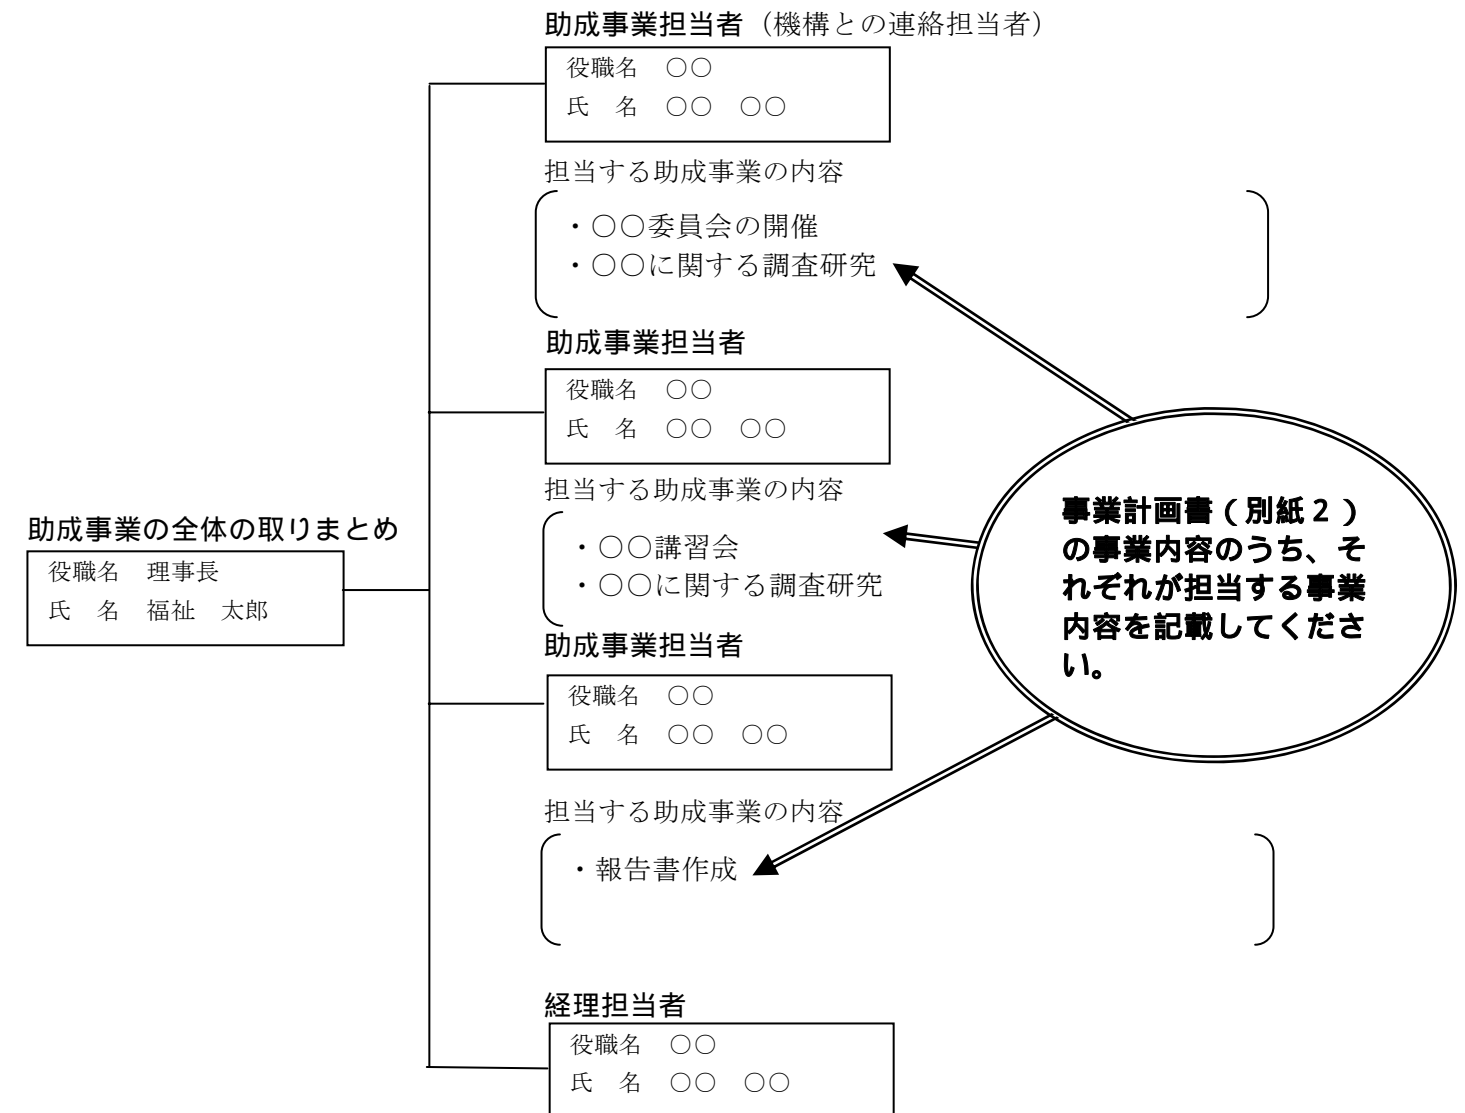 助成事業担当者（機構との連絡担当者）
役職名　○○
氏　名　○○　○○
担当する助成事業の内容
・○○委員会の開催
・○○に関する調査研究
助成事業担当者
役職名　○○
氏　名　○○　○○
担当する助成事業の内容
・○○講習会
・○○に関する調査研究
助成事業の全体の取りまとめ
役職名　理事長
氏　名　福祉　太郎
事業計画書（別紙２）
の事業内容のうち、そ
れぞれが担当する事業
内容を記載してくださ
い。
助成事業担当者
役職名　○○
氏　名　○○　○○
担当する助成事業の内容
・報告書作成
経理担当者
役職名　○○
氏　名　○○　○○